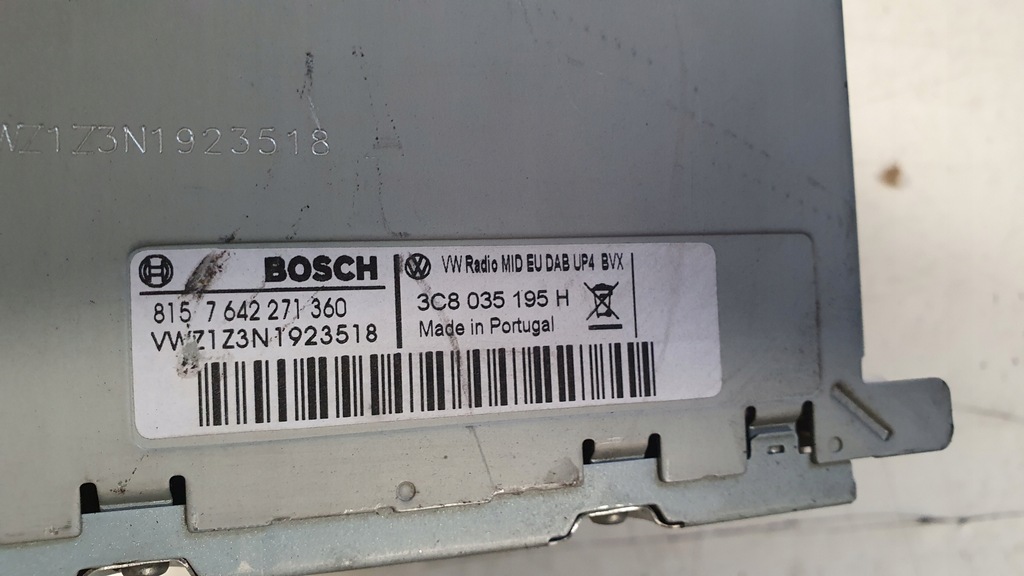 VWZ1Z3N1923518
BOSCH
815 7 642 271 360
VWZ1Z3N1923518
VW Radio MID EU DAB UP4 BVX
3C8 035 195 H
Made in Portugal